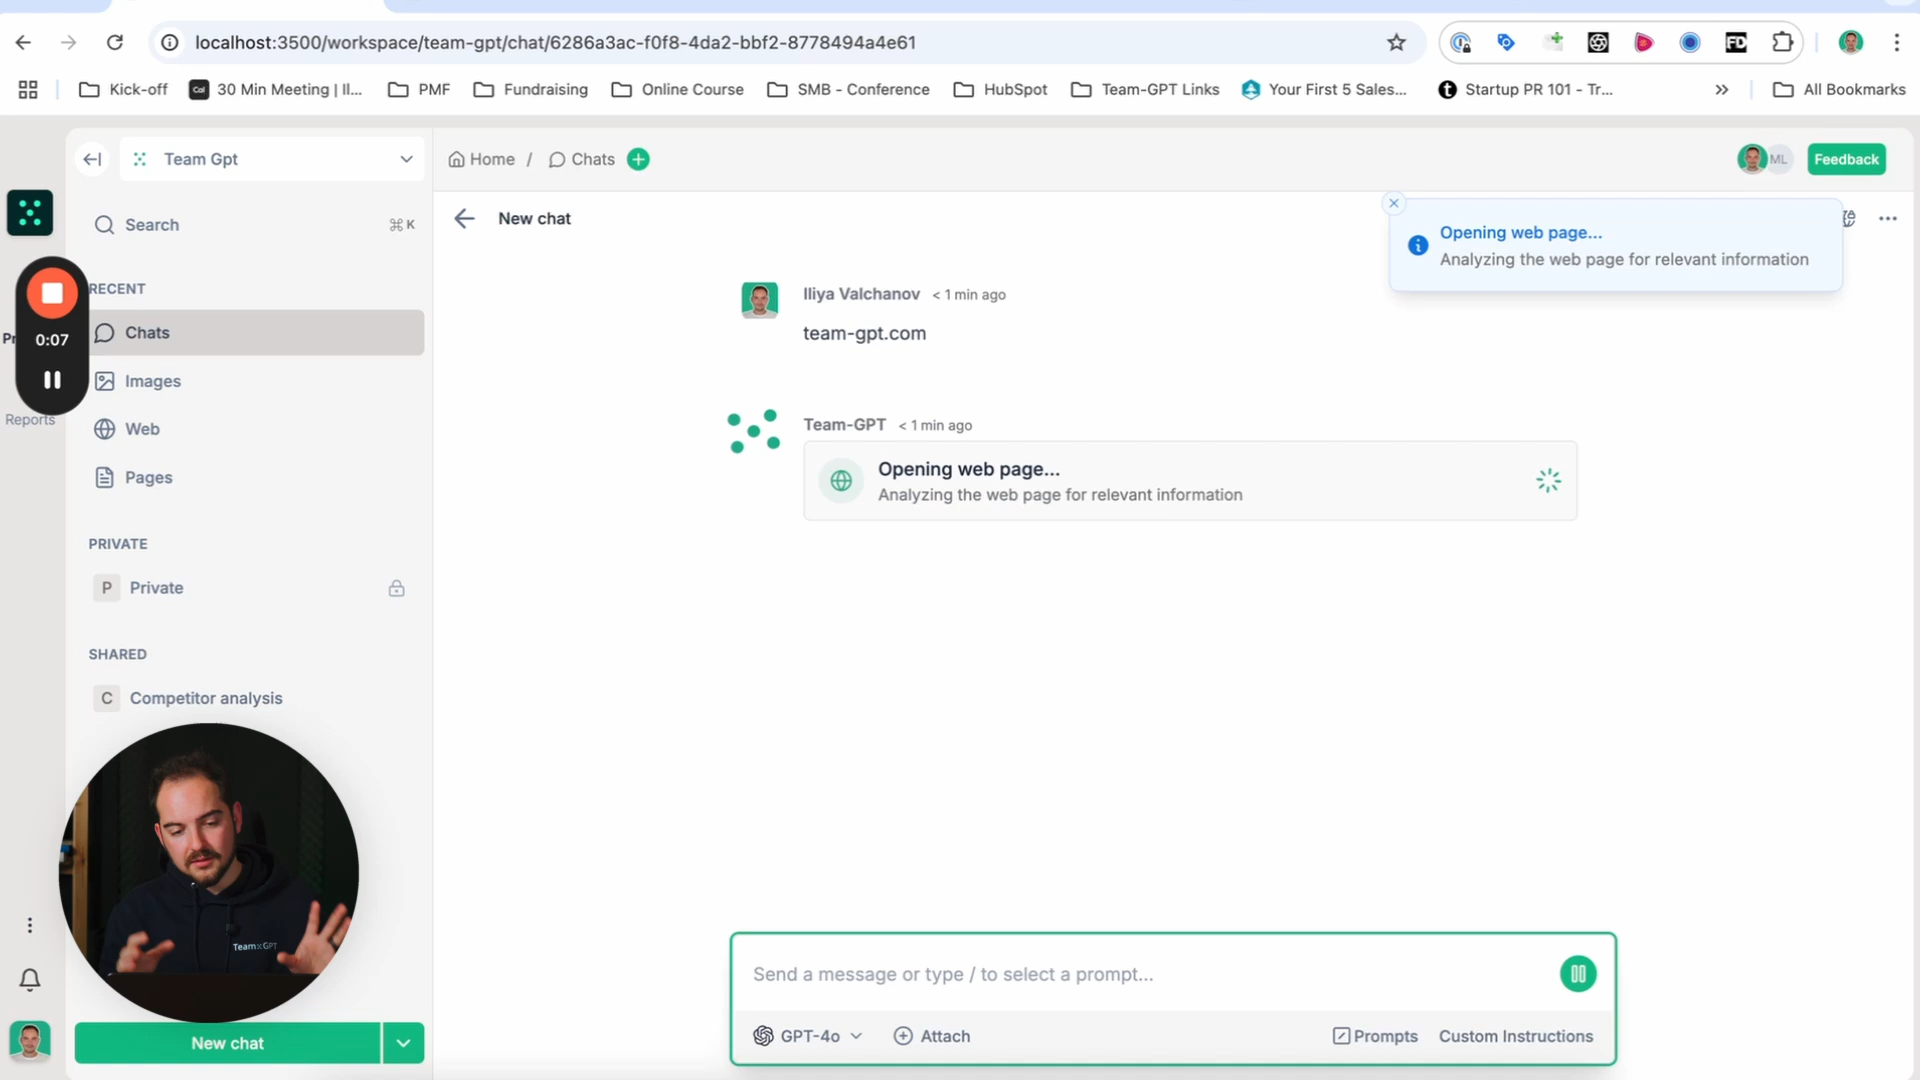 localhost:3500/workspace/team-gpt/chat/6286a3ac-f0f8-4da2-bbf2-8778494a4e61
FD
Kick-off
Cal
30 Min Meeting | Il...
PMF
Fundraising
Online Course
SMB - Conference
HubSpot
Team-GPT Links
Your First 5 Sales...
Startup PR 101 - Tr...
»
All Bookmarks
Team Gpt
Home / Chats
ML
Feedback
Search
⌘ K
New chat
Opening web page...
Analyzing the web page for relevant information
RECENT
0:07
Chats
Images
Reports
Web
Pages
PRIVATE
P Private
SHARED
C Competitor analysis
Iliya Valchanov < 1 min ago
team-gpt.com
Team-GPT < 1 min ago
Opening web page...
Analyzing the web page for relevant information
Team GPT
Send a message or type / to select a prompt...
GPT-4o
Attach
Prompts
Custom Instructions
New chat